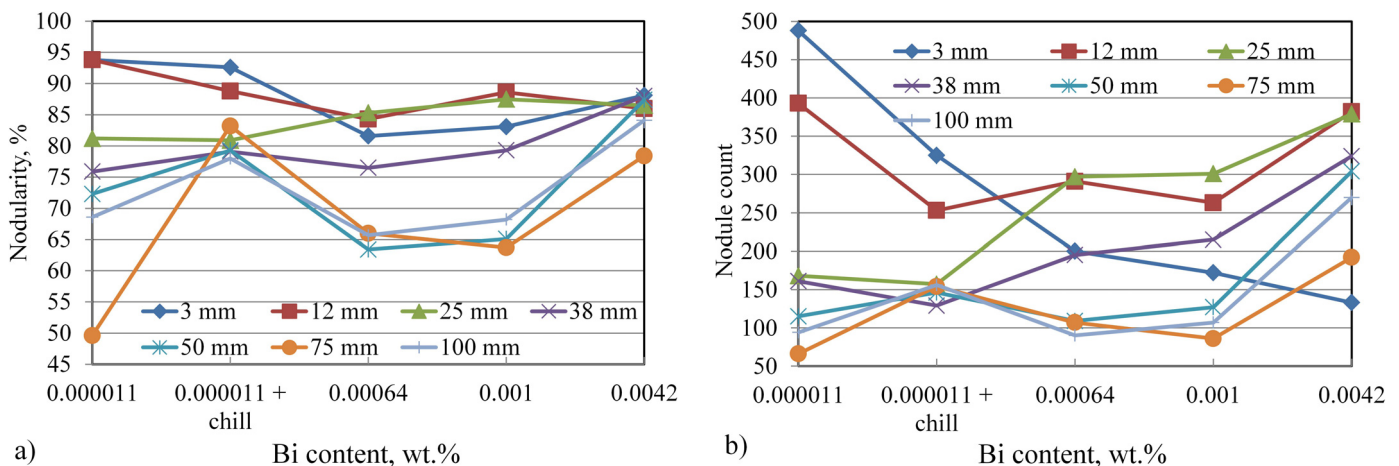 100
95
90
85
80
75
70
65
60
55
50
45
Nodularity, %
3 mm 12 mm 25 mm 38 mm
50 mm 75 mm 100 mm
0.000011 0.000011 + chill 0.00064 0.001 0.0042
Bi content, wt.%
a)
500
450
400
350
300
250
200
150
100
50
Nodule count
3 mm 12 mm 25 mm
38 mm 50 mm 75 mm
100 mm
0.000011 0.000011 + chill 0.00064 0.001 0.0042
Bi content, wt.%
b)